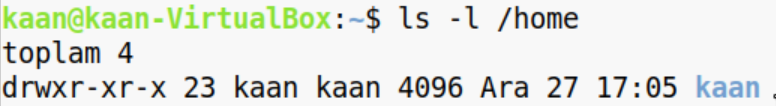 kaan@kaan-VirtualBox:~$ ls -l /home
toplam 4
drwxr-xr-x 23 kaan kaan 4096 Ara 27 17:05 kaan